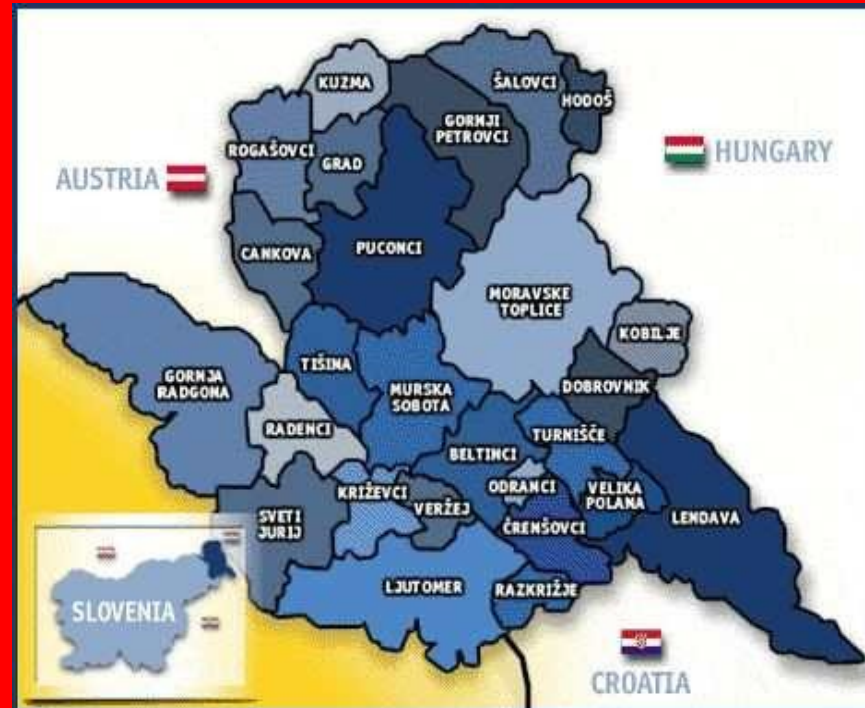 KUZMA
ŠALOVCI
HODOŠ
GORNJI
PETROVCI
ROGAŠOVCI
GRAD
AUSTRIA
HUNGARY
CANKOVA
PUCONCI
MORAVSKE
TOPLICE
KOBILJE
TIŠINA
GORNJA
RADGONA
DOBROVNIK
MURSKA
SOBOTA
RADENCI
TURNIŠČE
BELTINCI
ODRANCI
VELIKA
POLANA
KRIŽEVCI
VERŽEJ
SVETI
JURIJ
ČRENŠOVCI
LENDAVA
LJUTOMER
RAZKRIŽJE
SLOVENIA
CROATIA